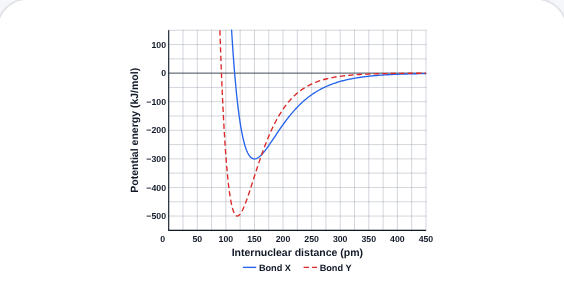 Potential energy (kJ/mol)
100
0
−100
−200
−300
−400
−500
0 50 100 150 200 250 300 350 400 450
Internuclear distance (pm)
Bond X Bond Y